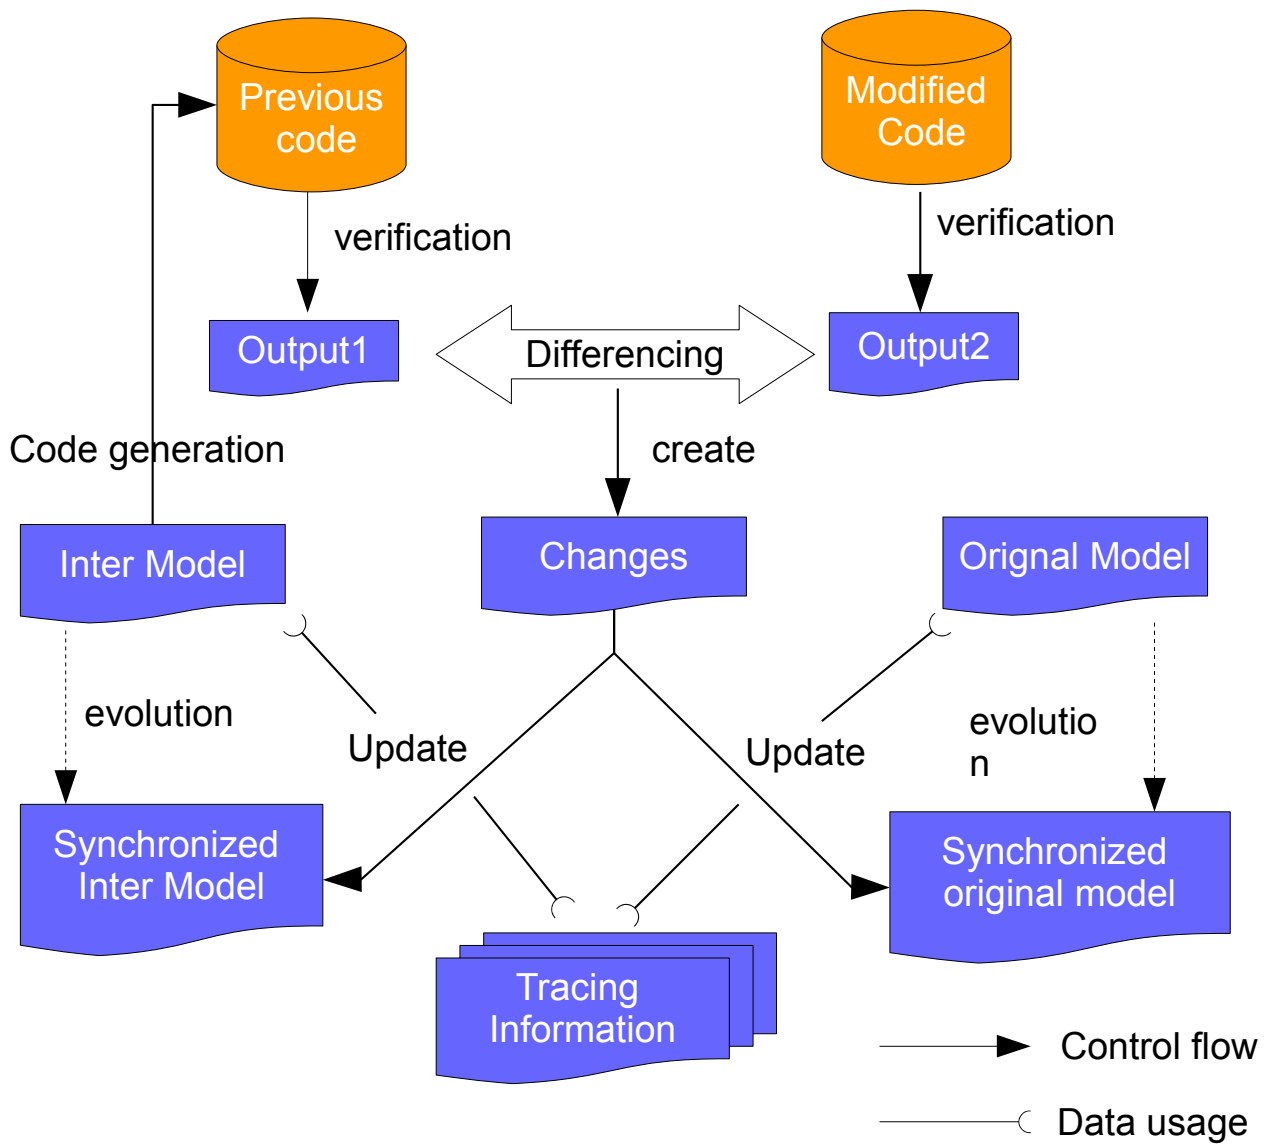 Previous
code
Modified
Code
verification
verification
Output1
Differencing
Output2
Code generation
create
Inter Model
Changes
Orignal Model
evolution
Update
Update
evolutio
n
Synchronized
Inter Model
Synchronized
original model
Tracing
Information
Control flow
Data usage